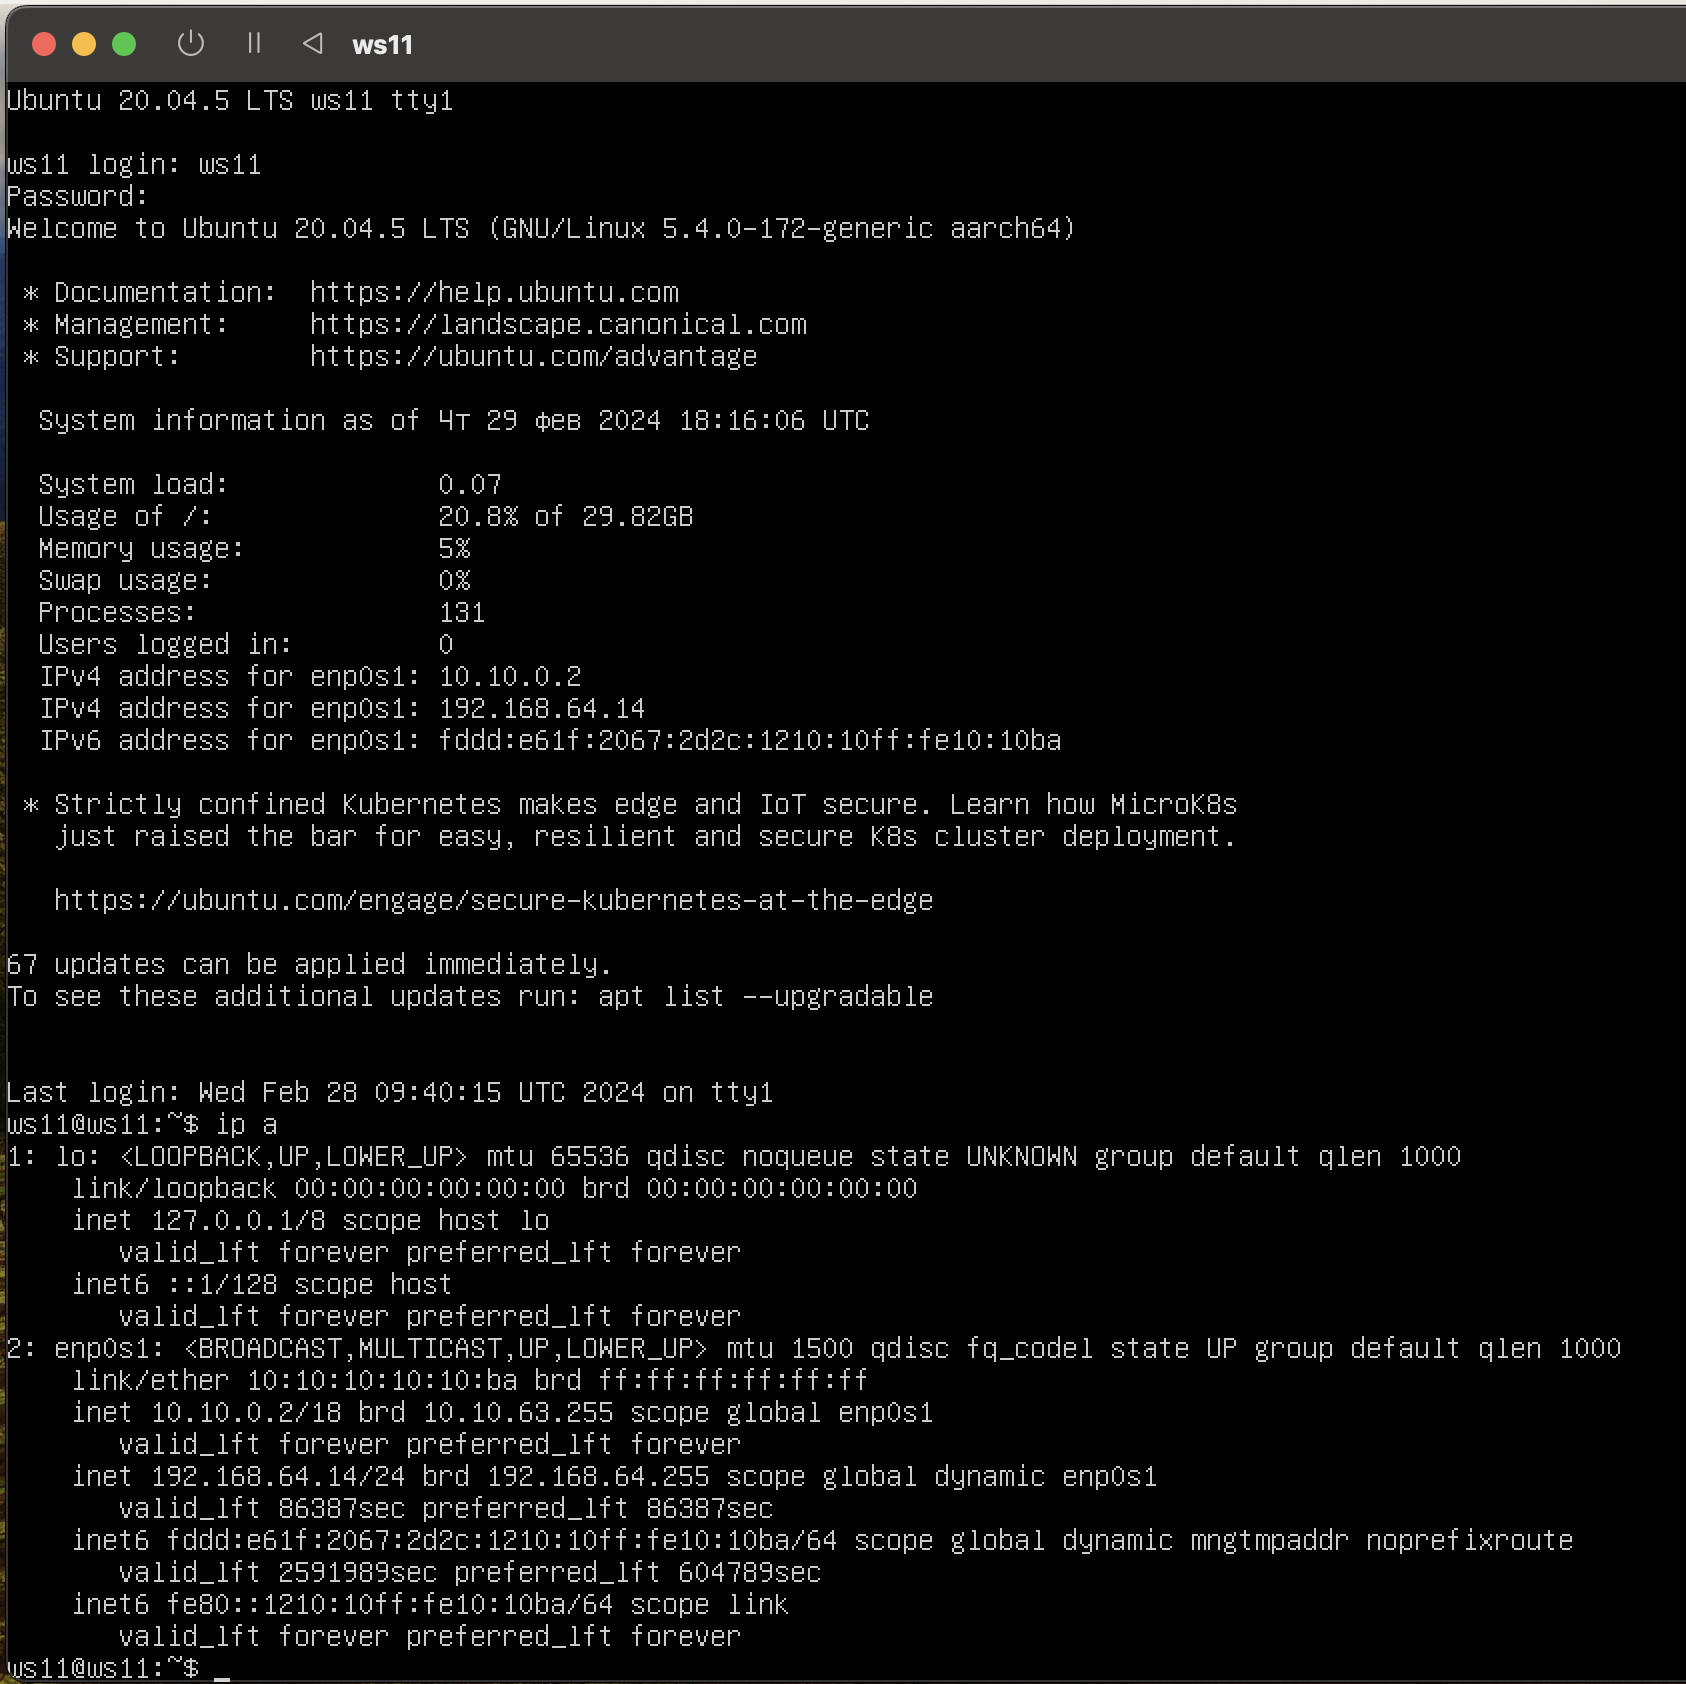 ws11
Ubuntu 20.04.5 LTS ws11 tty1
ws11 login: ws11
Password:
Welcome to Ubuntu 20.04.5 LTS (GNU/Linux 5.4.0-172-generic aarch64)
* Documentation:  https://help.ubuntu.com
* Management:     https://landscape.canonical.com
* Support:        https://ubuntu.com/advantage
System information as of Чт 29 фев 2024 18:16:06 UTC
System load:             0.07
Usage of /:              20.8% of 29.82GB
Memory usage:            5%
Swap usage:              0%
Processes:               131
Users logged in:         0
IPv4 address for enp0s1: 10.10.0.2
IPv4 address for enp0s1: 192.168.64.14
IPv6 address for enp0s1: fddd:e61f:2067:2d2c:1210:10ff:fe10:10ba
* Strictly confined Kubernetes makes edge and IoT secure. Learn how MicroK8s
just raised the bar for easy, resilient and secure K8s cluster deployment.
https://ubuntu.com/engage/secure-kubernetes-at-the-edge
67 updates can be applied immediately.
To see these additional updates run: apt list --upgradable
Last login: Wed Feb 28 09:40:15 UTC 2024 on tty1
ws11@ws11:~$ ip a
1: lo: <LOOPBACK,UP,LOWER_UP> mtu 65536 qdisc noqueue state UNKNOWN group default qlen 1000
link/loopback 00:00:00:00:00:00 brd 00:00:00:00:00:00
inet 127.0.0.1/8 scope host lo
valid_lft forever preferred_lft forever
inet6 ::1/128 scope host
valid_lft forever preferred_lft forever
2: enp0s1: <BROADCAST,MULTICAST,UP,LOWER_UP> mtu 1500 qdisc fq_codel state UP group default qlen 1000
link/ether 10:10:10:10:10:ba brd ff:ff:ff:ff:ff:ff
inet 10.10.0.2/18 brd 10.10.63.255 scope global enp0s1
valid_lft forever preferred_lft forever
inet 192.168.64.14/24 brd 192.168.64.255 scope global dynamic enp0s1
valid_lft 86387sec preferred_lft 86387sec
inet6 fddd:e61f:2067:2d2c:1210:10ff:fe10:10ba/64 scope global dynamic mngtmpaddr noprefixroute
valid_lft 2591989sec preferred_lft 604789sec
inet6 fe80::1210:10ff:fe10:10ba/64 scope link
valid_lft forever preferred_lft forever
ws11@ws11:~$ _